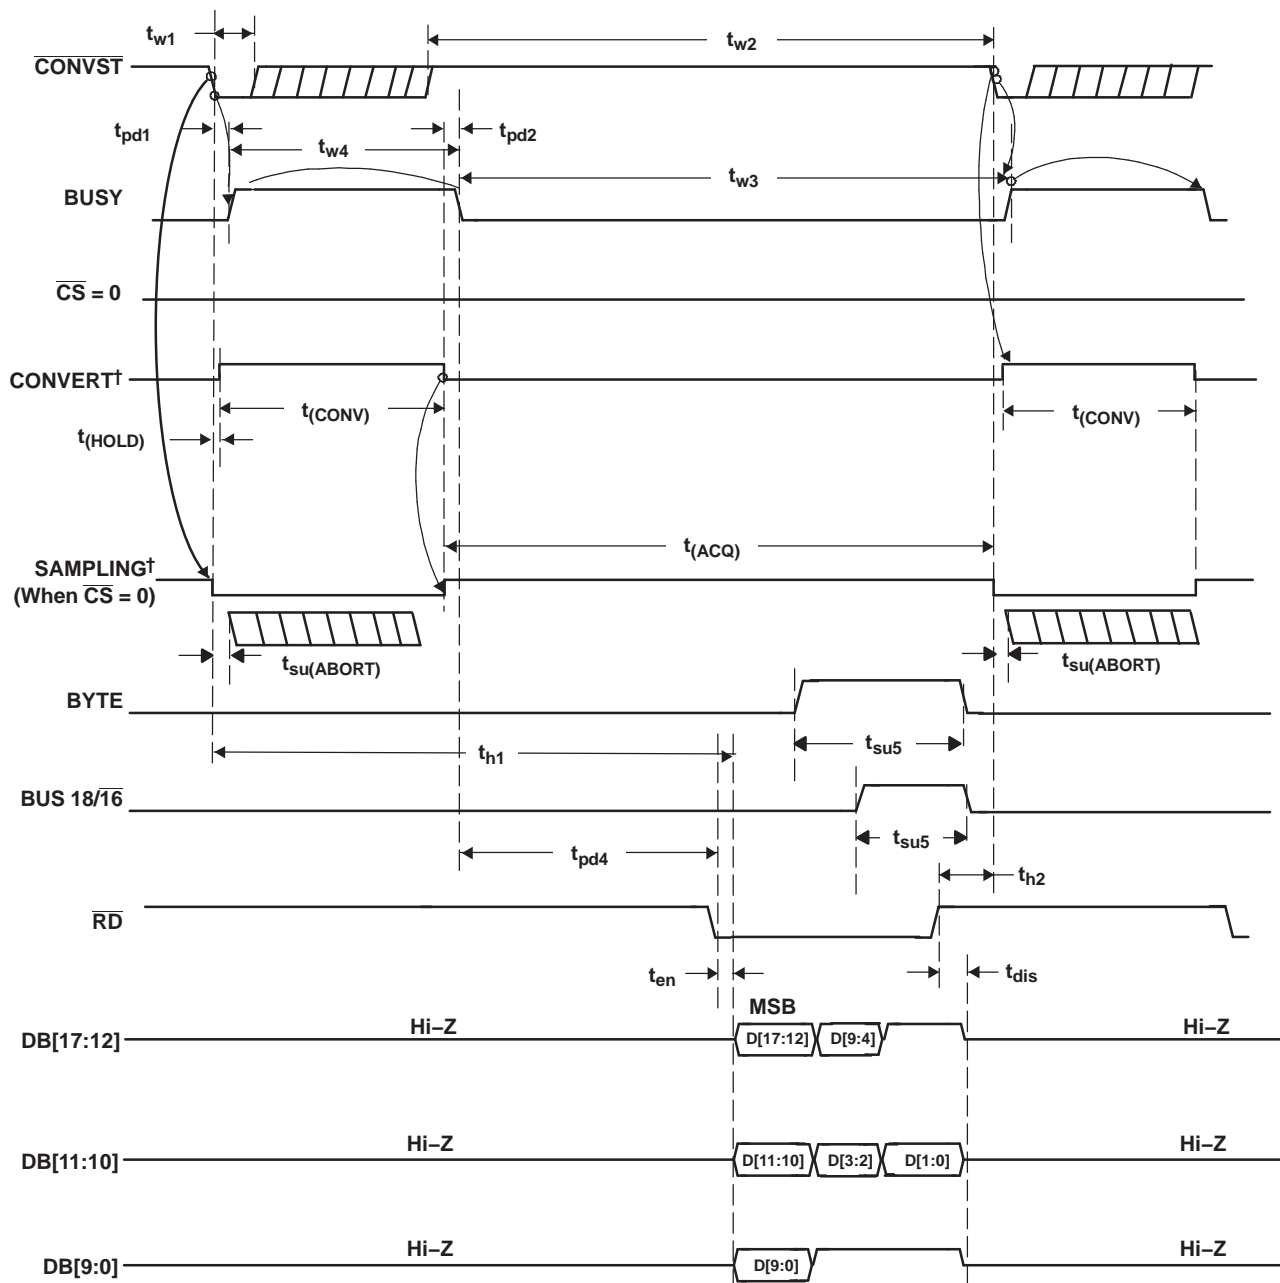 tw1
tw2
CONVST
tpd1
tw4
tpd2
BUSY
tw3
CS = 0
CONVERT†
t(CONV)
t(CONV)
t(HOLD)
t(ACQ)
SAMPLING†
(When CS = 0)
tsu(ABORT)
tsu(ABORT)
BYTE
th1
tsu5
BUS 18/16
tsu5
tpd4
th2
RD
ten
tdis
MSB
DB[17:12]
Hi–Z
D[17:12]
D[9:4]
Hi–Z
DB[11:10]
Hi–Z
D[11:10]
D[3:2]
D[1:0]
Hi–Z
DB[9:0]
Hi–Z
D[9:0]
Hi–Z